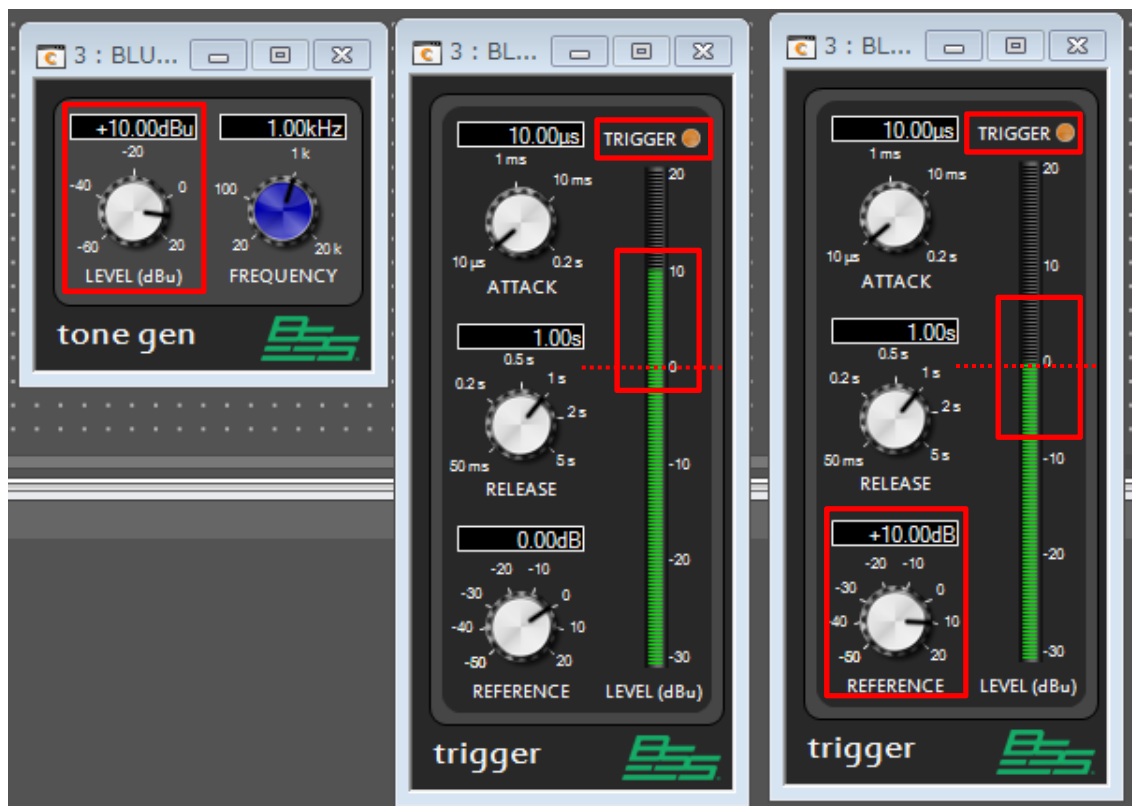 3 : BLU...
+10.00dBu
1.00kHz
-20
1 k
-40
0
100
-60
20
20
20 k
LEVEL (dBu)
FREQUENCY
tone gen
BSS
3 : BL...
10.00µs
TRIGGER
1 ms
20
10 ms
10 µs
0.2 s
10
ATTACK
1.00s
0.5 s
0
0.2 s
1 s
2 s
50 ms
5 s
-10
RELEASE
0.00dB
-20
-10
-20
-30
0
-40
10
-50
20
-30
REFERENCE
LEVEL (dBu)
trigger
BSS
3 : BL...
10.00µs
TRIGGER
1 ms
20
10 ms
10 µs
0.2 s
10
ATTACK
1.00s
0.5 s
0
0.2 s
1 s
2 s
50 ms
5 s
-10
RELEASE
+10.00dB
-20
-10
-20
-30
0
-40
10
-50
20
-30
REFERENCE
LEVEL (dBu)
trigger
BSS